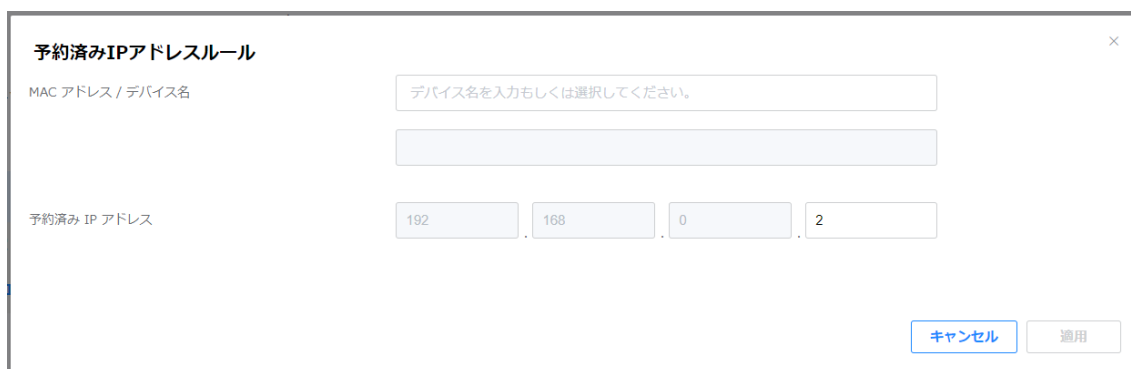 予約済みIPアドレスルール
MAC アドレス / デバイス名
デバイス名を入力もしくは選択してください。
予約済み IP アドレス
192 . 168 . 0 . 2
キャンセル 適用